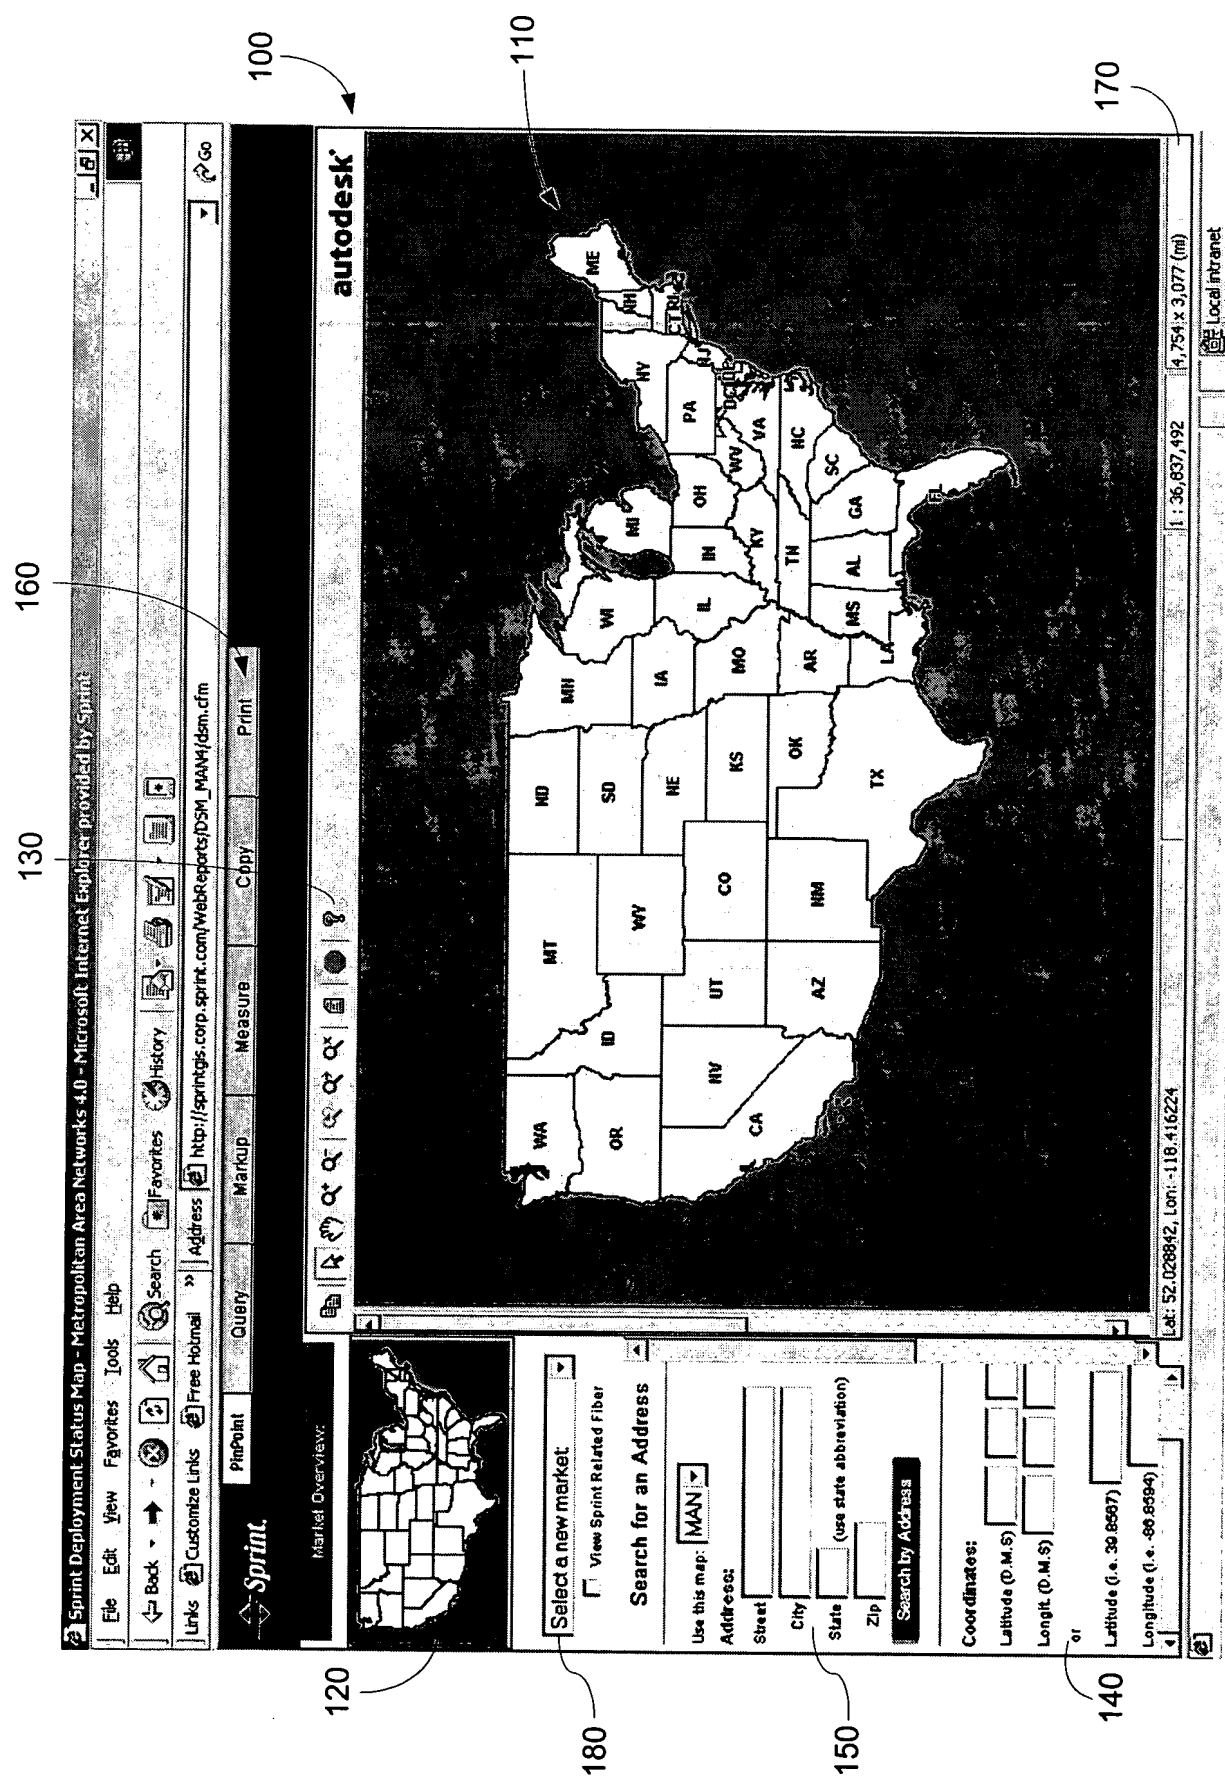 Sprint Deployment Status Map - Metropolitan Area Networks 4.0 - Microsoft Internet Explorer provided by Sprint
File Edit View Favorites Tools Help
Back Search Favorites History
Links Customize Links Free Hotmail » Address http://sprintgis.corp.sprint.com/WebReports/DSM_MAN4/dsm.cfm Go
Sprint.
PinPoint Query Markup Measure Copy Print
160
130
100
110
autodesk
Market Overview:
120
Select a new market
180
View Sprint Related Fiber
Search for an Address
Use this map: MAN
Address:
Street
City
150
State (use state abbreviation)
Zip
Search by Address
Coordinates:
Latitude (D.M.S)
Longit. (D.M.S)
or
140
Latitude (i.e. 39.8567)
Longitude (i.e. -86.8594)
WA
OR
CA
NV
ID
MT
WY
UT
AZ
CO
NM
ND
SD
NE
KS
OK
TX
MN
IA
MO
AR
LA
WI
IL
MS
MI
IN
KY
TN
AL
OH
WV
GA
FL
PA
VA
NC
SC
NY
NJ
NH
CT RI
ME
Lat: 52.028842, Lon: -118.416224
1 : 36,837,492
4,754 x 3,077 (mi)
170
Local intranet